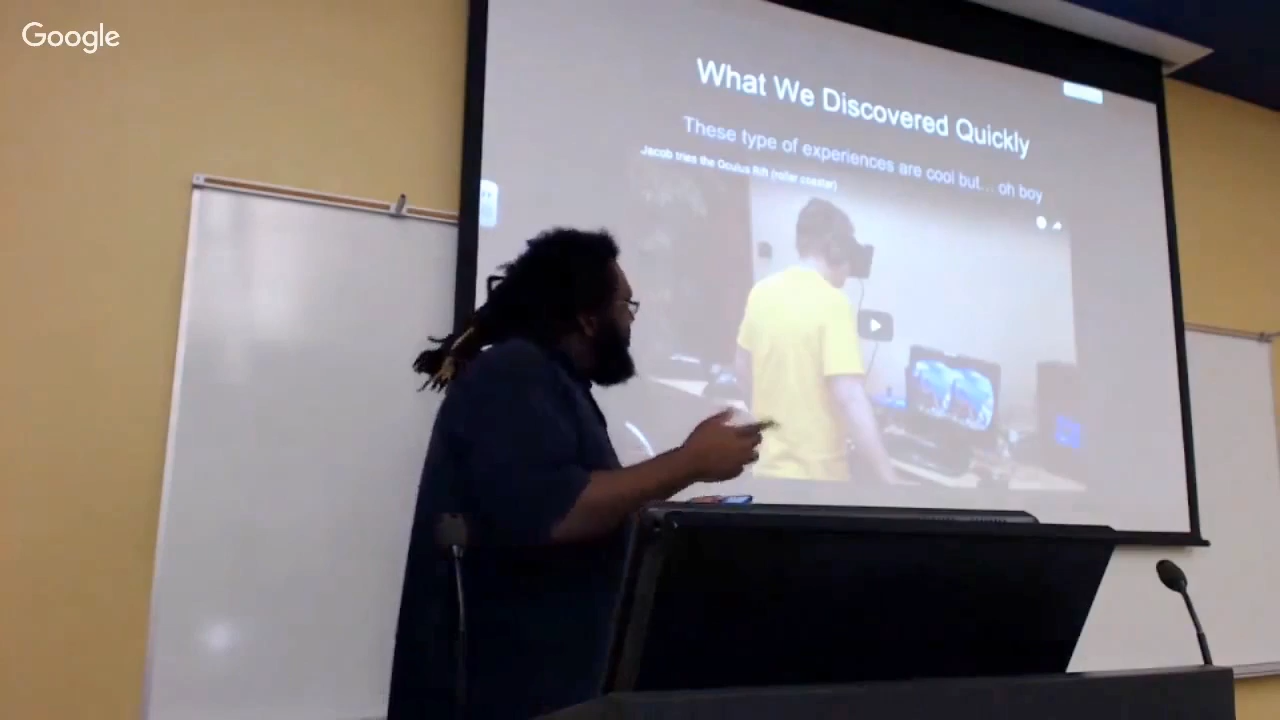 Google
What We Discovered Quickly
These type of experiences are cool but... oh boy
Jacob tries the Oculus Rift (roller coaster)